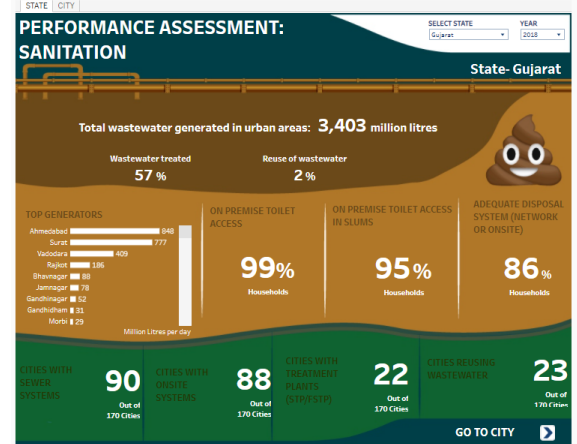 STATE CITY
PERFORMANCE ASSESSMENT:
SANITATION
SELECT STATE
Gujarat
YEAR
2018
State- Gujarat
Total wastewater generated in urban areas: 3,403 million litres
Wastewater treated
57 %
Reuse of wastewater
2 %
TOP GENERATORS
Ahmedabad 848
Surat 777
Vadodara 409
Rajkot 186
Bhavnagar 88
Jamnagar 78
Gandhinagar 52
Gandhidham 31
Morbi 29
Million Litres per day
ON PREMISE TOILET
ACCESS
99%
Households
ON PREMISE TOILET ACCESS
IN SLUMS
95%
Households
ADEQUATE DISPOSAL
SYSTEM (NETWORK
OR ONSITE)
86%
Households
CITIES WITH
SEWER
SYSTEMS
90
Out of
170 Cities
CITIES WITH
ONSITE
SYSTEMS
88
Out of
170 Cities
CITIES WITH
TREATMENT
PLANTS
(STP/FSTP)
22
Out of
170 Cities
CITIES REUSING
WASTEWATER
23
Out of
170 Cities
GO TO CITY